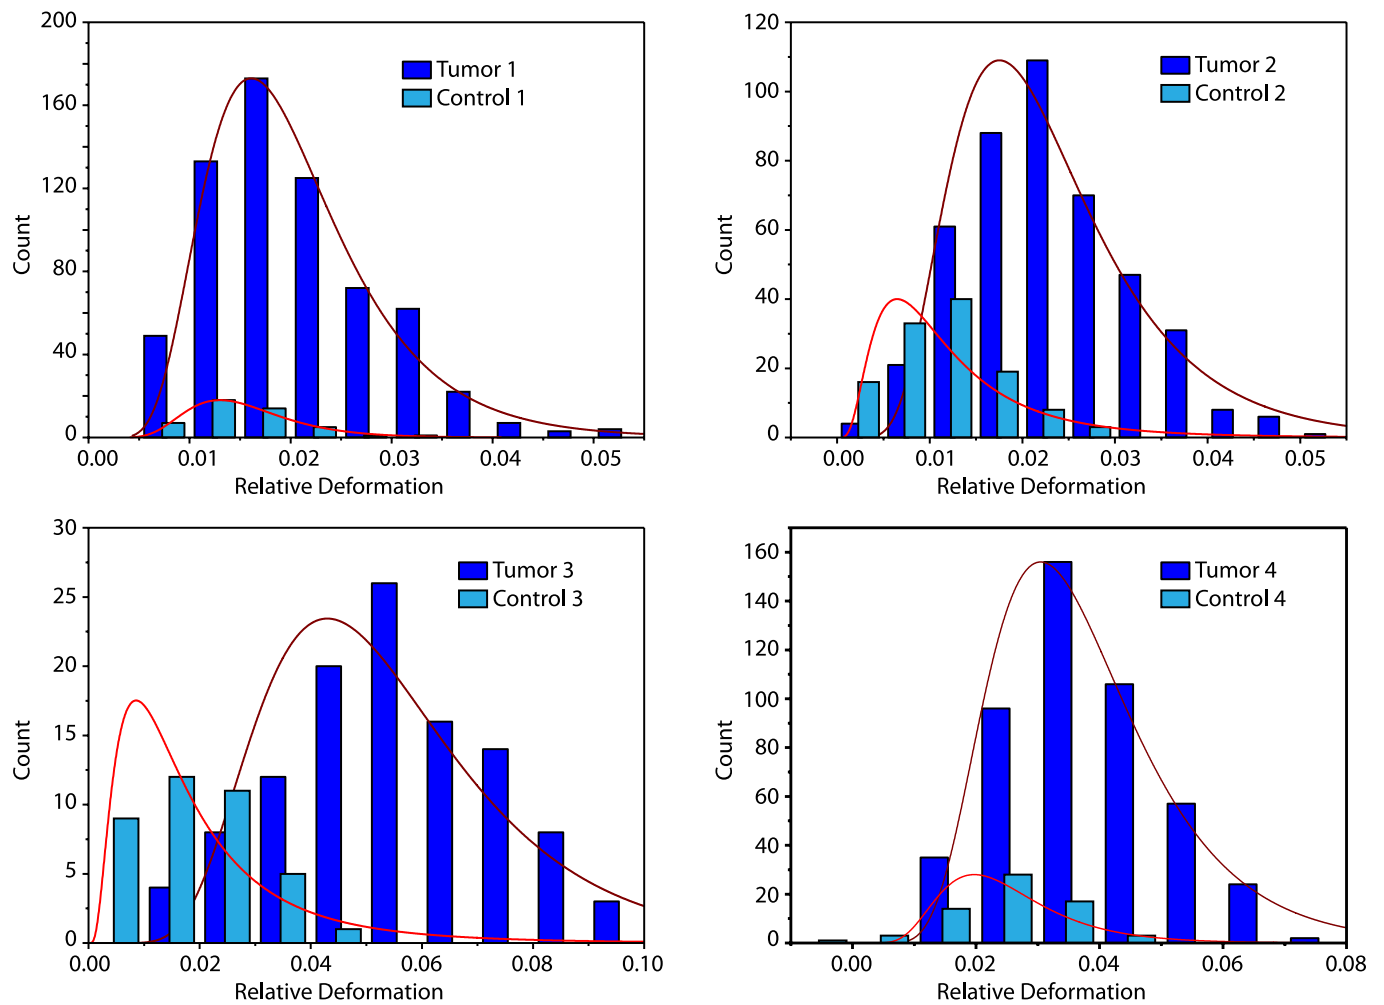 200
160
120
80
40
0
Count
Tumor 1
Control 1
0.00 0.01 0.02 0.03 0.04 0.05
Relative Deformation
120
100
80
60
40
20
0
Count
Tumor 2
Control 2
0.00 0.01 0.02 0.03 0.04 0.05
Relative Deformation
30
25
20
15
10
5
0
Count
Tumor 3
Control 3
0.00 0.02 0.04 0.06 0.08 0.10
Relative Deformation
160
140
120
100
80
60
40
20
0
Count
Tumor 4
Control 4
0.00 0.02 0.04 0.06 0.08
Relative Deformation